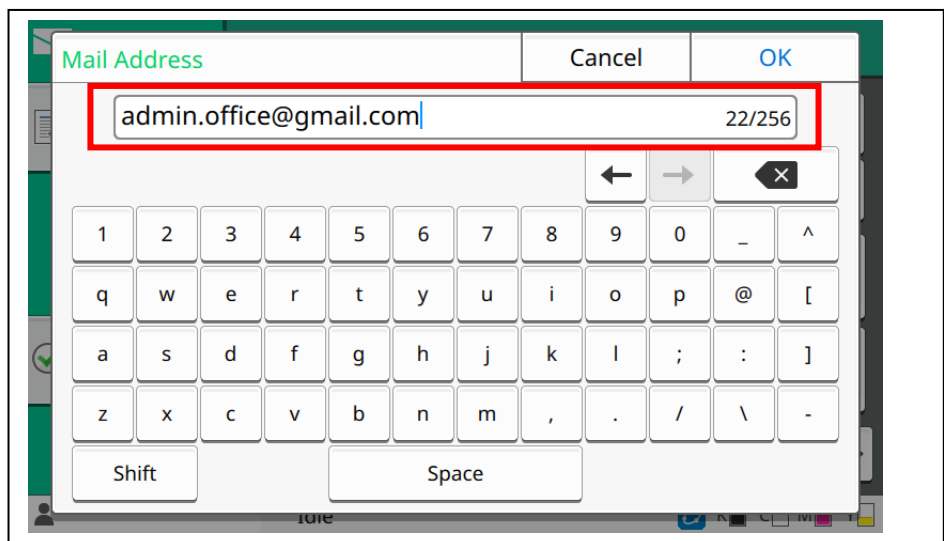 Mail Address Cancel OK
admin.office@gmail.com 22/256
1 2 3 4 5 6 7 8 9 0 _ ^
q w e r t y u i o p @ [
a s d f g h j k l ; : ]
z x c v b n m , . / \ -
Shift Space
Idle K C M Y